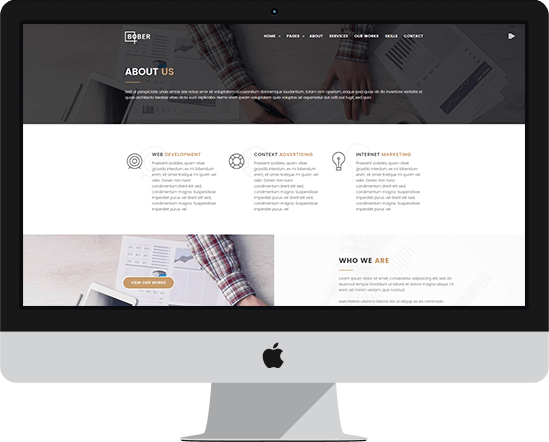 BOBER
HOME PAGES ABOUT SERVICES OUR WORKS SKILLS CONTACT
ABOUT US
Sed ut perspiciatis unde omnis iste natus error sit voluptatem accusantium doloremque laudantium, totam rem aperiam, eaque ipsa quae ab illo inventore veritatis et
quasi architecto beatae vitae dicta sunt explicabo. Nemo enim ipsam voluptatem quia voluptas sit aspernatur aut odit aut fugit, sed quia
WEB DEVELOPMENT
Praesent sodales, quam vitae
gravida interdum, ex mi bibendum
enim, sit amet tristique mi quam vel
odio. Donec non nunc
condimentum diam elit sed,
condimentum magna. Suspendisse
imperdiet purus vel elit sed,
imperdiet purus vel
CONTEXT ADVERTISING
Praesent sodales, quam vitae
gravida interdum, ex mi bibendum
enim, sit amet tristique mi quam vel
odio. Donec non nunc
condimentum diam elit sed,
condimentum magna. Suspendisse
imperdiet purus vel elit sed,
imperdiet purus vel
INTERNET MARKETING
Praesent sodales, quam vitae
gravida interdum, ex mi bibendum
enim, sit amet tristique mi quam vel
odio. Donec non nunc
condimentum diam elit sed,
condimentum magna. Suspendisse
imperdiet purus vel elit sed,
imperdiet purus vel
VIEW OUR WORKS
WHO WE ARE
Lorem ipsum dolor sit amet, consectetur adipiscing elit, sed do
eiusmod tempor incididunt ut labore et dolore magna aliqua. Ut
enim ad minim veniam, quis nostrud
exercitation ullamco laboris nisi ut aliquip ex ea commodo